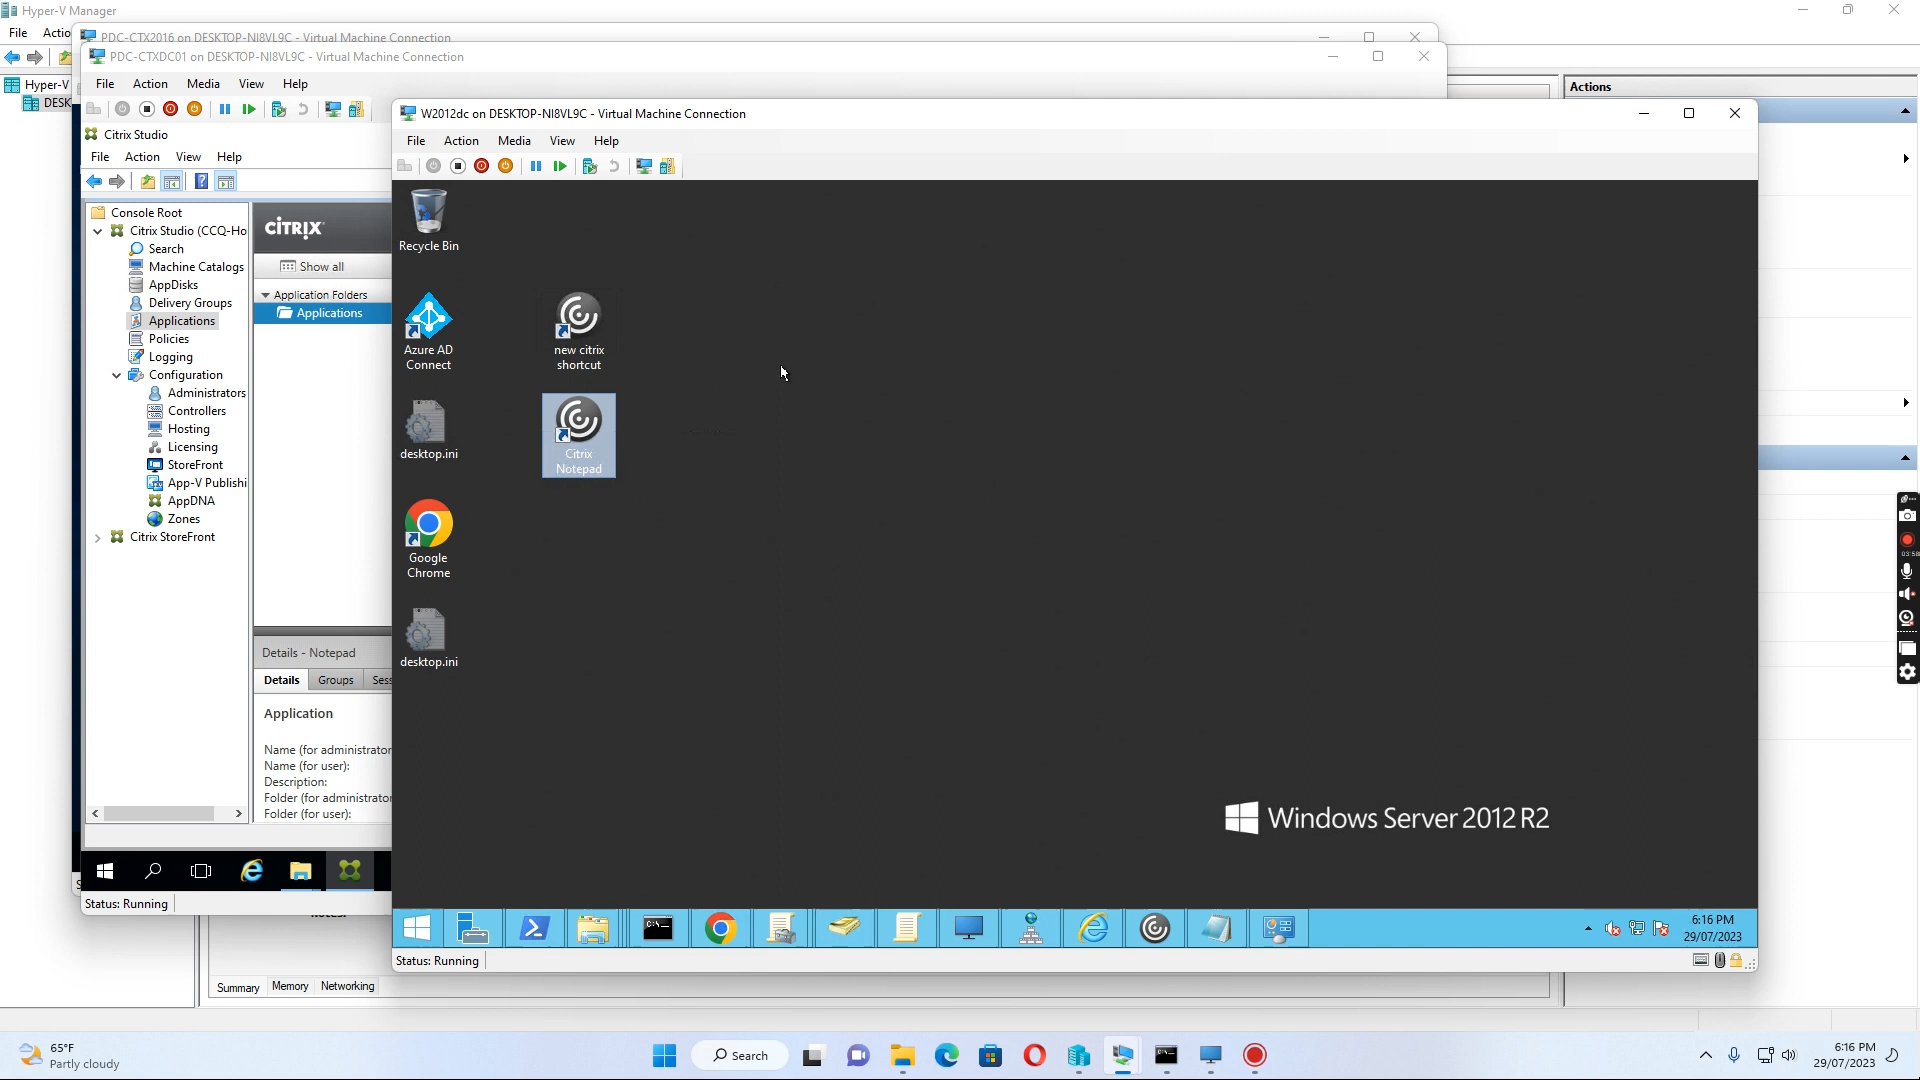 Hyper-V Manager
File Actio
PDC-CTX2016 on DESKTOP-NI8VL9C - Virtual Machine Connection
PDC-CTXDC01 on DESKTOP-NI8VL9C - Virtual Machine Connection
File Action Media View Help
Hyper-V
DESK
Actions
Citrix Studio
File Action View Help
Console Root
Citrix Studio (CCQ-Ho
Search
Machine Catalogs
AppDisks
Delivery Groups
Applications
Policies
Logging
Configuration
Administrators
Controllers
Hosting
Licensing
StoreFront
App-V Publishi
AppDNA
Zones
Citrix StoreFront
CİTRIX
Show all
Application Folders
Applications
Details - Notepad
Details Groups Ses
Application
Name (for administrator
Name (for user):
Description:
Folder (for administrator
Folder (for user):
Status: Running
W2012dc on DESKTOP-NI8VL9C - Virtual Machine Connection
File Action Media View Help
Recycle Bin
Azure AD
Connect
new citrix
shortcut
desktop.ini
Citrix
Notepad
Google
Chrome
desktop.ini
Windows Server 2012 R2
6:16 PM
29/07/2023
Status: Running
Summary Memory Networking
03:58
65°F
Partly cloudy
Search
6:16 PM
29/07/2023